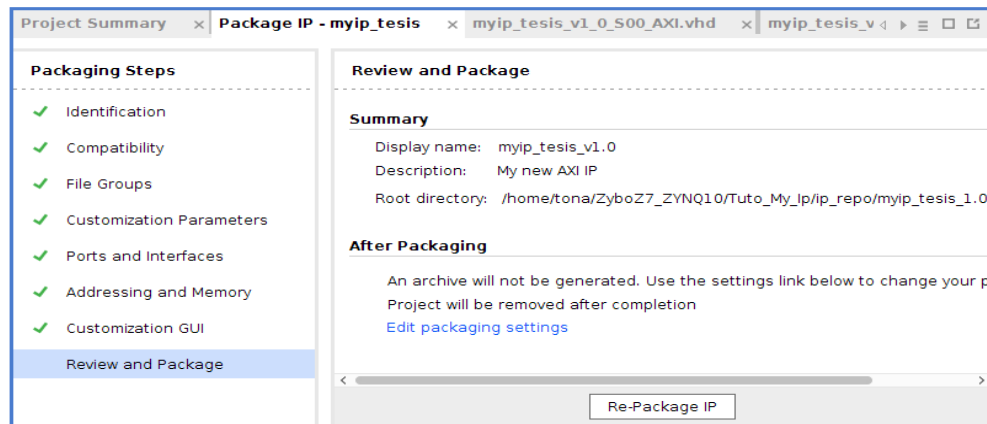 Project Summary × Package IP - myip_tesis × myip_tesis_v1_0_S00_AXI.vhd × myip_tesis_v
Packaging Steps
Identification
Compatibility
File Groups
Customization Parameters
Ports and Interfaces
Addressing and Memory
Customization GUI
Review and Package
Review and Package
Summary
Display name: myip_tesis_v1.0
Description: My new AXI IP
Root directory: /home/tona/ZyboZ7_ZYNQ10/Tuto_My_Ip/ip_repo/myip_tesis_1.0
After Packaging
An archive will not be generated. Use the settings link below to change your p
Project will be removed after completion
Edit packaging settings
Re-Package IP